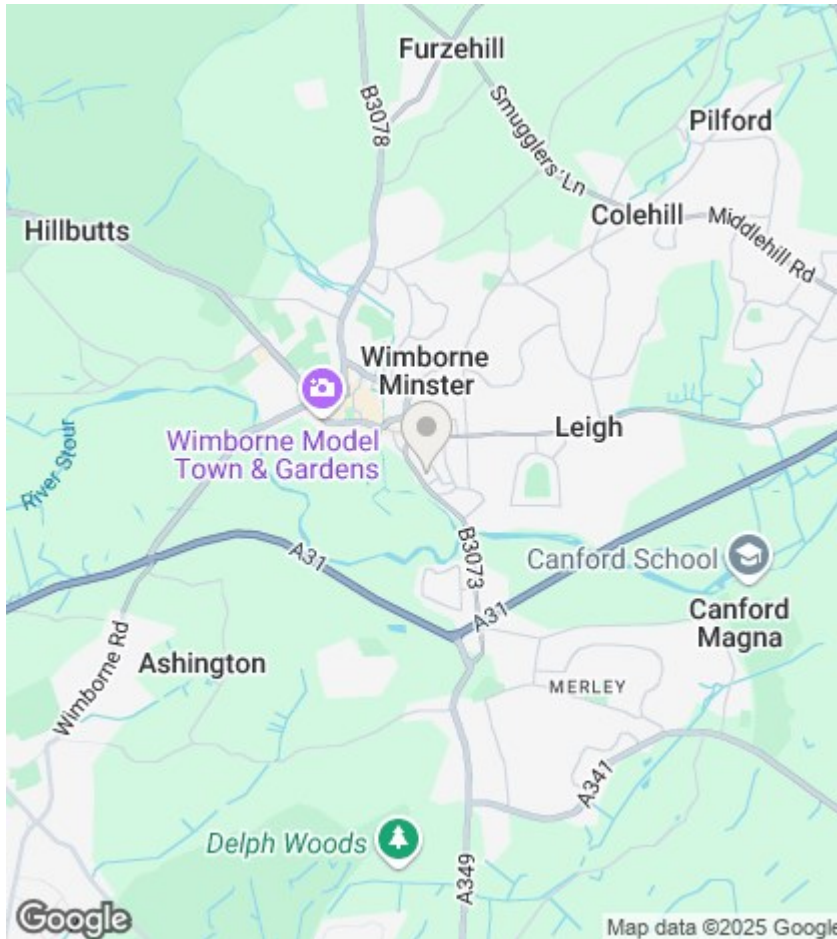 Furzehill
B3078
Smugglers' Ln
Pilford
Colehill
Middlehill Rd
Hillbutts
Wimborne
Minster
Wimborne Model
Town & Gardens
Leigh
River Stour
A31
B3073
Canford School
A31
Canford
Magna
Wimborne Rd
Ashington
MERLEY
A341
Delph Woods
A349
Google
Map data ©2025 Google